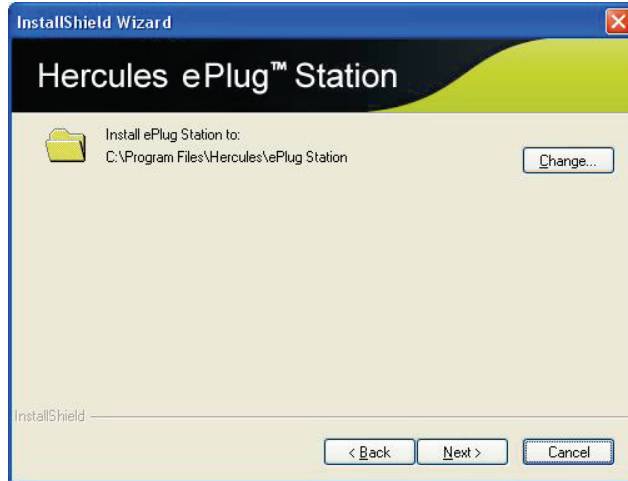 InstallShield Wizard
Hercules ePlug™ Station
Install ePlug Station to:
C:\Program Files\Hercules\ePlug Station
Change...
InstallShield
< Back Next > Cancel